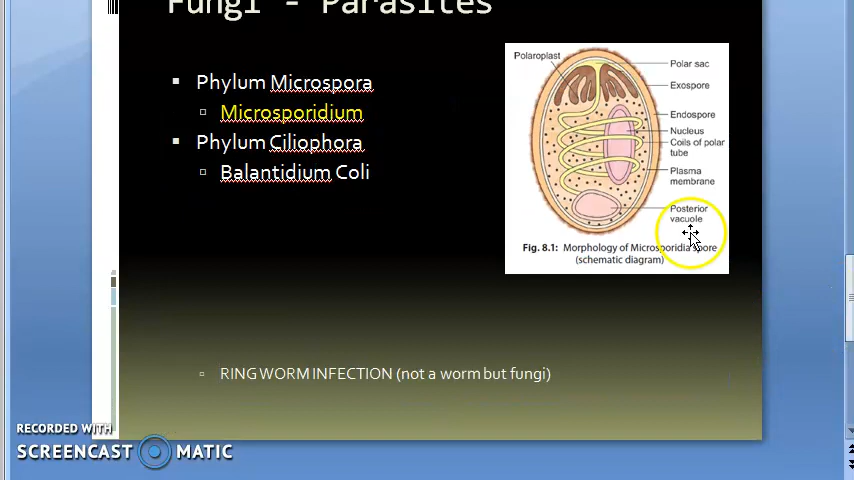 Fungi - Parasites
Phylum Microspora
Microsporidium
Phylum Ciliophora
Balantidium Coli
Polaroplast
Polar sac
Exospore
Endospore
Nucleus
Coils of polar
tube
Plasma
membrane
Posterior
vacuole
Fig. 8.1: Morphology of Microsporidia spore
(schematic diagram)
RING WORM INFECTION (not a worm but fungi)
RECORDED WITH
SCREENCAST MATIC